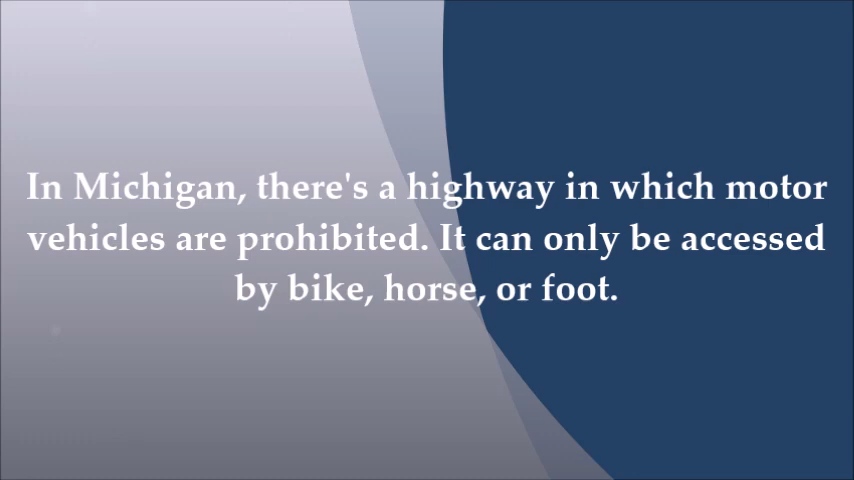 In Michigan, there's a highway in which motor
vehicles are prohibited. It can only be accessed
by bike, horse, or foot.